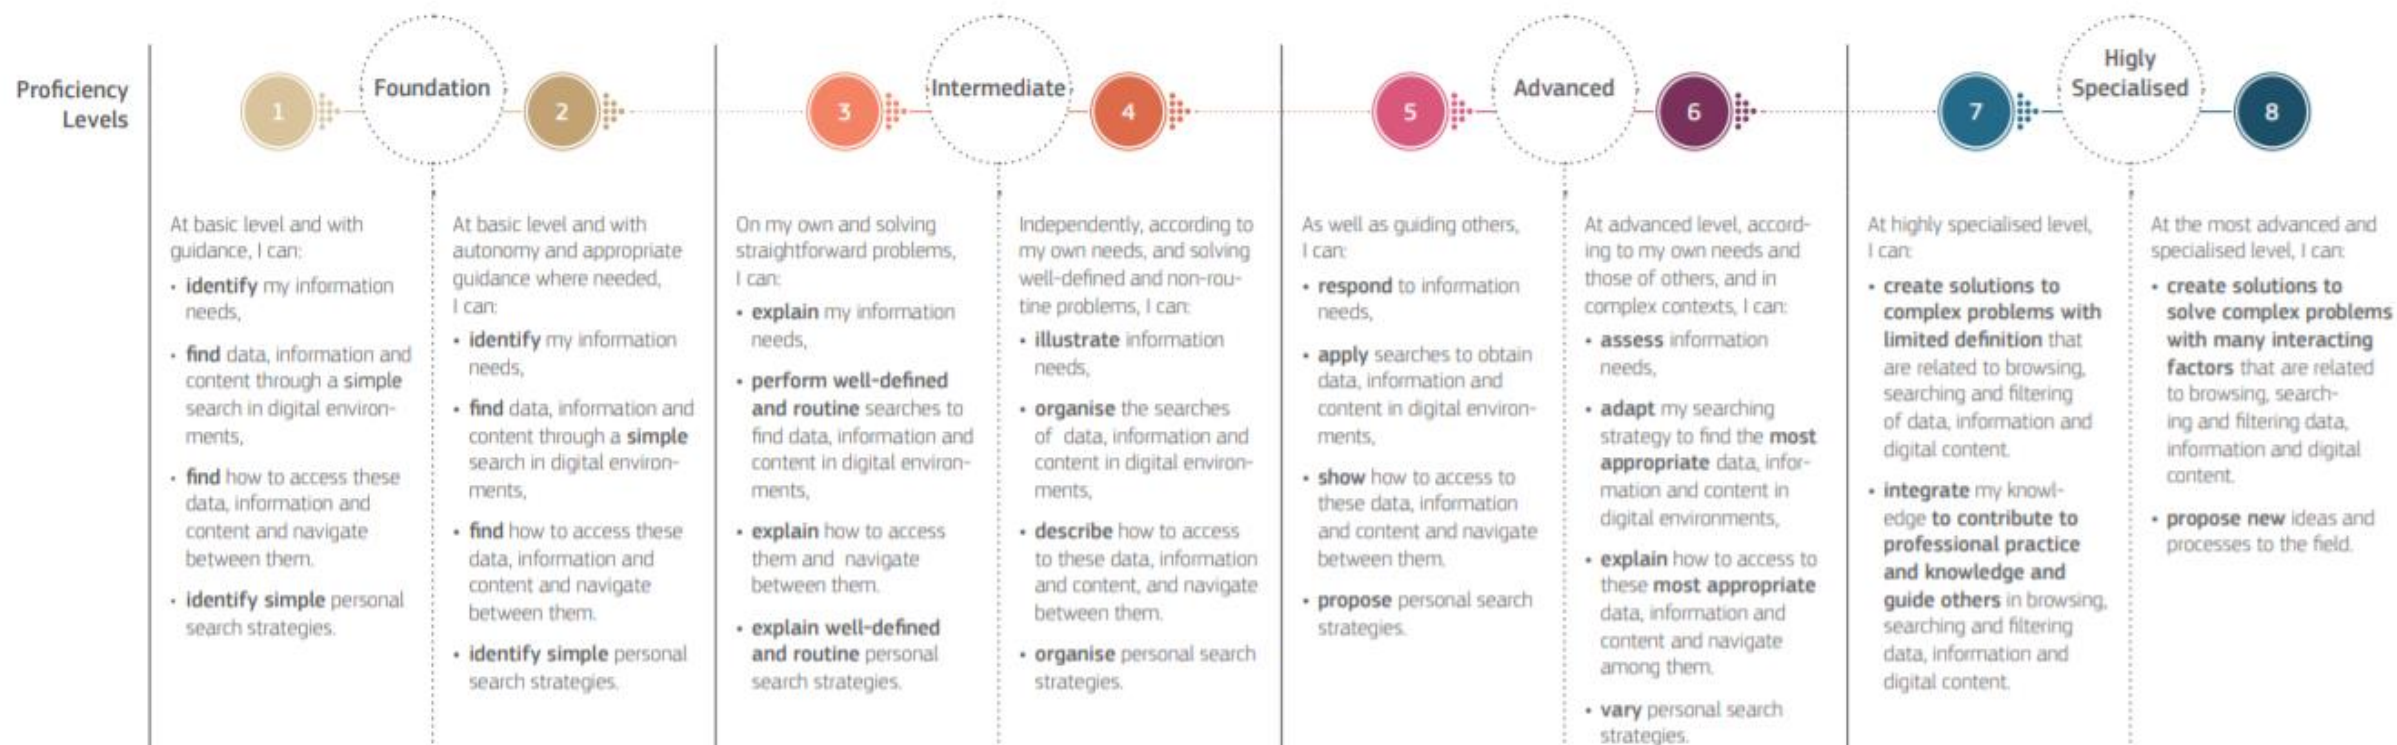 Proficiency
Levels
1
Foundation
2
3
Intermediate
4
5
Advanced
6
7
Higly
Specialised
8
At basic level and with
guidance, I can:
• identify my information
needs,
• find data, information and
content through a simple
search in digital environ-
ments,
• find how to access these
data, information and
content and navigate
between them.
• identify simple personal
search strategies.
At basic level and with
autonomy and appropriate
guidance where needed,
I can:
• identify my information
needs,
• find data, information and
content through a simple
search in digital environ-
ments,
• find how to access these
data, information and
content and navigate
between them.
• identify simple personal
search strategies.
On my own and solving
straightforward problems,
I can:
• explain my information
needs,
• perform well-defined
and routine searches to
find data, information and
content in digital environ-
ments,
• explain how to access
them and navigate
between them.
• explain well-defined
and routine personal
search strategies.
Independently, according to
my own needs, and solving
well-defined and non-rou-
tine problems, I can:
• illustrate information
needs,
• organise the searches
of data, information and
content in digital environ-
ments,
• describe how to access
to these data, information
and content, and navigate
between them.
• organise personal search
strategies.
As well as guiding others,
I can:
• respond to information
needs,
• apply searches to obtain
data, information and
content in digital environ-
ments,
• show how to access to
these data, information
and content and navigate
between them.
• propose personal search
strategies.
At advanced level, accord-
ing to my own needs and
those of others, and in
complex contexts, I can:
• assess information
needs,
• adapt my searching
strategy to find the most
appropriate data, infor-
mation and content in
digital environments,
• explain how to access to
these most appropriate
data, information and
content and navigate
among them.
• vary personal search
strategies.
At highly specialised level,
I can:
• create solutions to
complex problems with
limited definition that
are related to browsing,
searching and filtering
of data, information and
digital content.
• integrate my knowl-
edge to contribute to
professional practice
and knowledge and
guide others in browsing,
searching and filtering
data, information and
digital content.
At the most advanced and
specialised level, I can:
• create solutions to
solve complex problems
with many interacting
factors that are related
to browsing, search-
ing and filtering data,
information and digital
content.
• propose new ideas and
processes to the field.